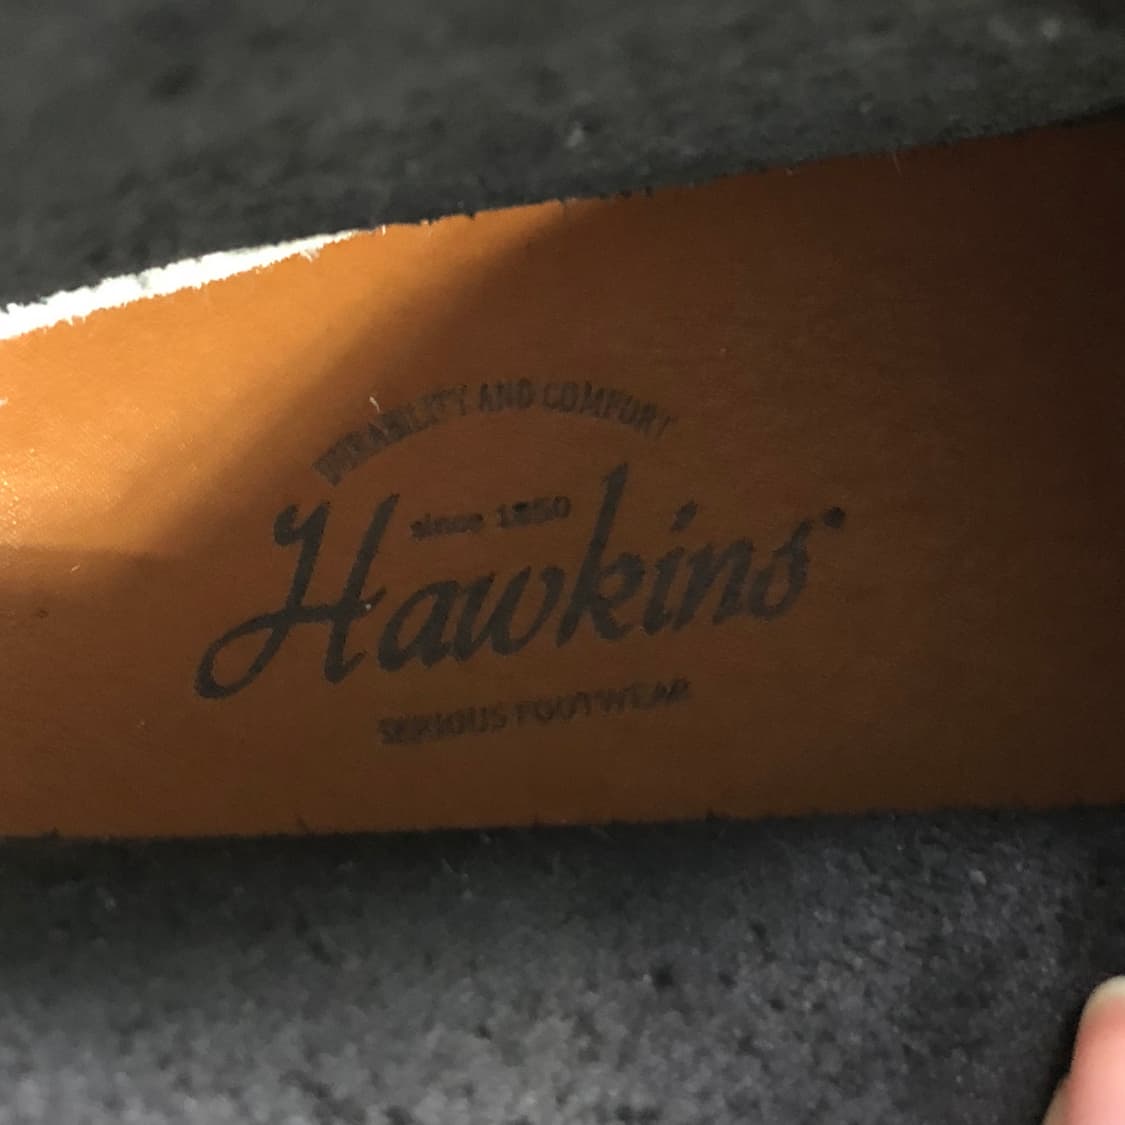 DURABILITY AND COMFORT
since 1850
Hawkins
SERIOUS FOOTWEAR